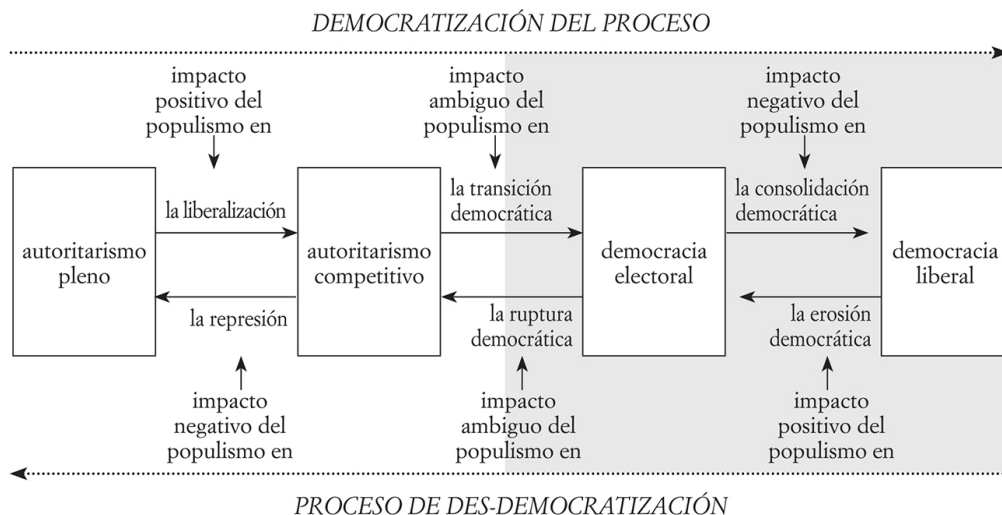 DEMOCRATIZACIÓN DEL PROCESO
impacto
positivo del
populismo en
impacto
ambiguo del
populismo en
impacto
negativo del
populismo en
autoritarismo
pleno
la liberalización
la represión
autoritarismo
competitivo
la transición
democrática
la ruptura
democrática
democracia
electoral
la consolidación
democrática
la erosión
democrática
democracia
liberal
impacto
negativo del
populismo en
impacto
ambiguo del
populismo en
impacto
positivo del
populismo en
PROCESO DE DES-DEMOCRATIZACIÓN